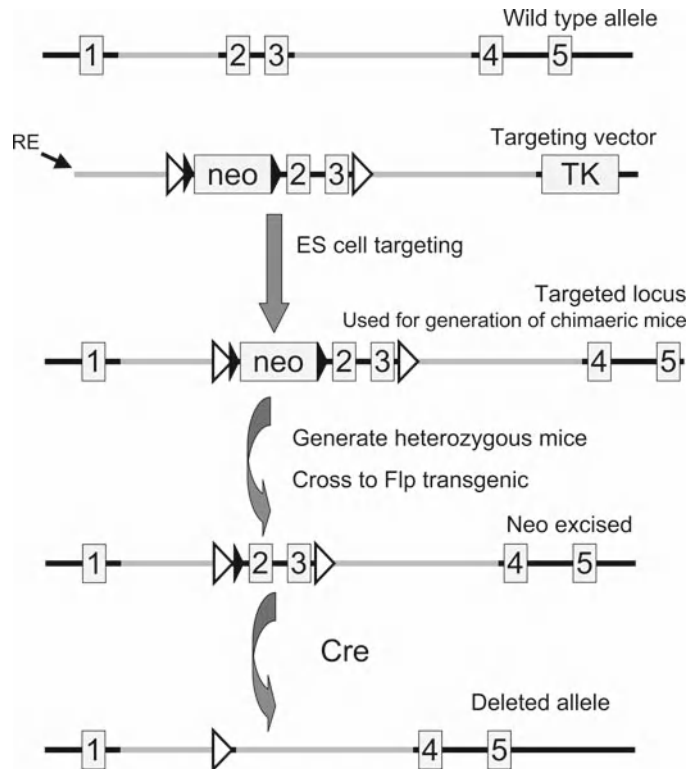 Wild type allele
1 2 3 4 5
RE
Targeting vector
neo 2 3 TK
ES cell targeting
Targeted locus
Used for generation of chimaeric mice
1 neo 2 3 4 5
Generate heterozygous mice
Cross to Flp transgenic
Neo excised
1 2 3 4 5
Cre
Deleted allele
1 4 5